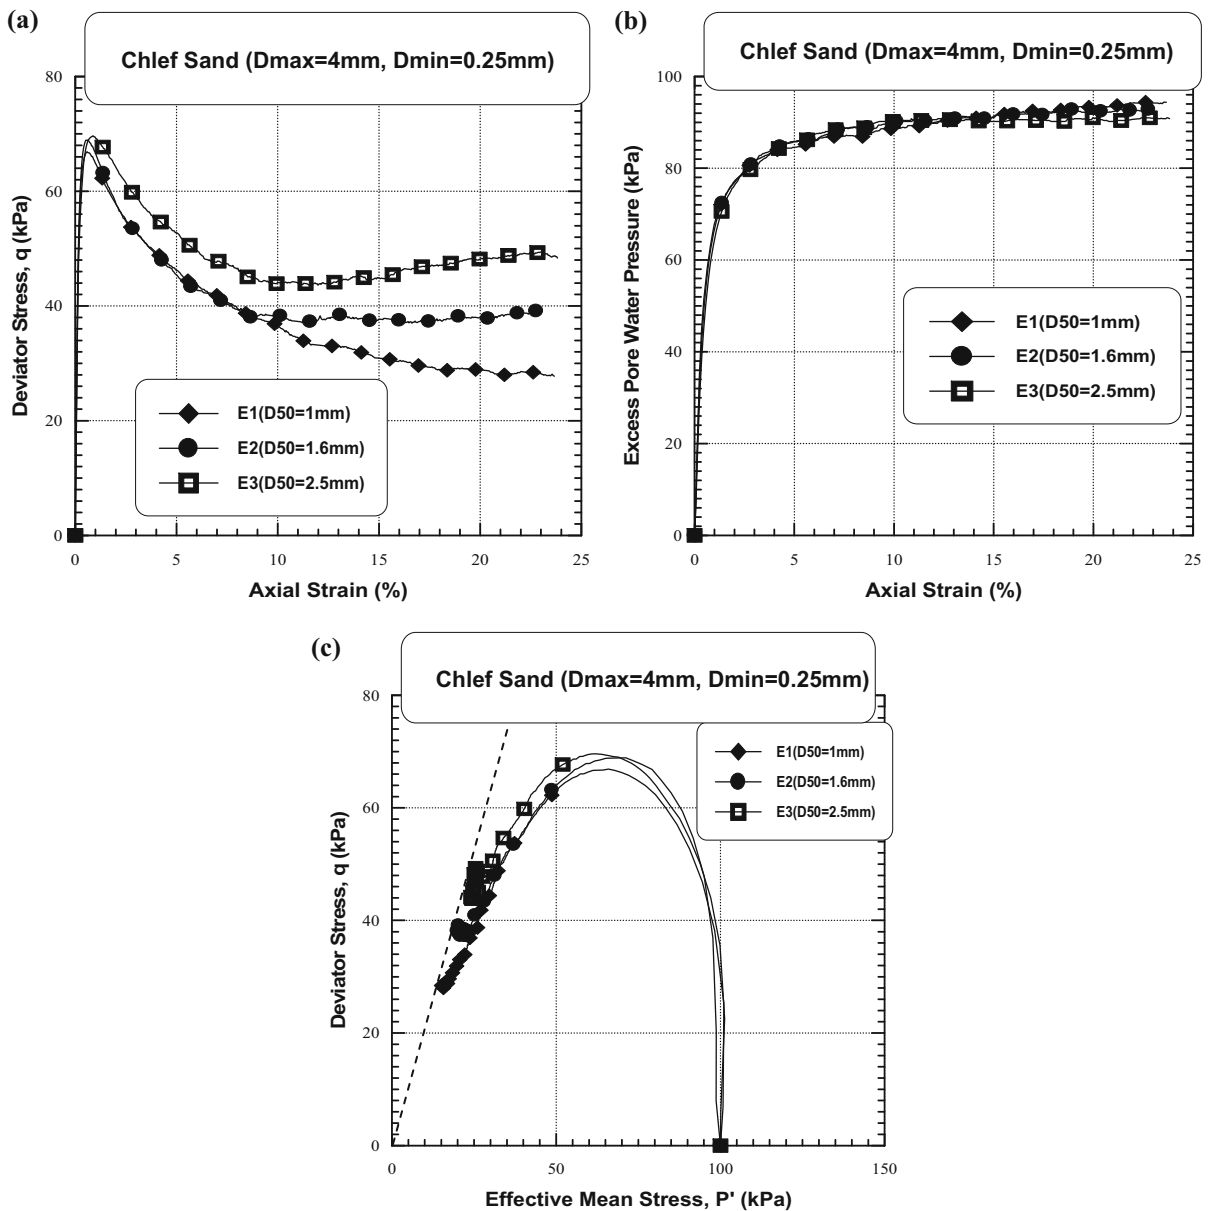 (a)
Chlef Sand (Dmax=4mm, Dmin=0.25mm)
80
60
40
20
0
Deviator Stress, q (kPa)
E1(D50=1mm)
E2(D50=1.6mm)
E3(D50=2.5mm)
0 5 10 15 20 25
Axial Strain (%)
(b)
Chlef Sand (Dmax=4mm, Dmin=0.25mm)
100
80
60
40
20
0
Excess Pore Water Pressure (kPa)
E1(D50=1mm)
E2(D50=1.6mm)
E3(D50=2.5mm)
0 5 10 15 20 25
Axial Strain (%)
(c)
Chlef Sand (Dmax=4mm, Dmin=0.25mm)
80
60
40
20
0
Deviator Stress, q (kPa)
E1(D50=1mm)
E2(D50=1.6mm)
E3(D50=2.5mm)
0 50 100 150
Effective Mean Stress, P' (kPa)